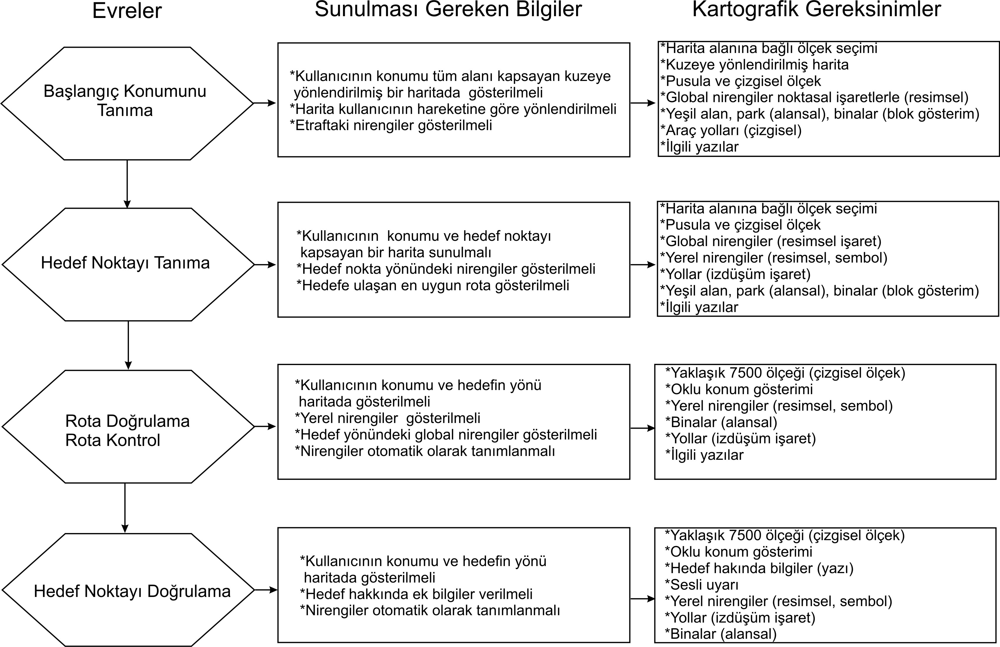 Evreler
Sunulması Gereken Bilgiler
Kartografik Gereksinimler
Başlangıç Konumunu
Tanıma
*Kullanıcının konumu tüm alanı kapsayan kuzeye
yönlendirilmiş bir haritada gösterilmeli
*Harita kullanıcının hareketine göre yönlendirilmeli
*Etraftaki nirengiler gösterilmeli
*Harita alanına bağlı ölçek seçimi
*Kuzeye yönlendirilmiş harita
*Pusula ve çizgisel ölçek
*Global nirengiler noktasal işaretlerle (resimsel)
*Yeşil alan, park (alansal), binalar (blok gösterim)
*Araç yolları (çizgisel)
*İlgili yazılar
Hedef Noktayı Tanıma
*Kullanıcının konumu ve hedef noktayı
kapsayan bir harita sunulmalı
*Hedef nokta yönündeki nirengiler gösterilmeli
*Hedefe ulaşan en uygun rota gösterilmeli
*Harita alanına bağlı ölçek seçimi
*Pusula ve çizgisel ölçek
*Global nirengiler (resimsel işaret)
*Yerel nirengiler (resimsel, sembol)
*Yollar (izdüşüm işaret)
*Yeşil alan, park (alansal), binalar (blok gösterim)
*İlgili yazılar
Rota Doğrulama
Rota Kontrol
*Kullanıcının konumu ve hedefin yönü
haritada gösterilmeli
*Yerel nirengiler gösterilmeli
*Hedef yönündeki global nirengiler gösterilmeli
*Nirengiler otomatik olarak tanımlanmalı
*Yaklaşık 7500 ölçeği (çizgisel ölçek)
*Oklu konum gösterimi
*Yerel nirengiler (resimsel, sembol)
*Binalar (alansal)
*Yollar (izdüşüm işaret)
*İlgili yazılar
Hedef Noktayı Doğrulama
*Kullanıcının konumu ve hedefin yönü
haritada gösterilmeli
*Hedef hakkında ek bilgiler verilmeli
*Nirengiler otomatik olarak tanımlanmalı
*Yaklaşık 7500 ölçeği (çizgisel ölçek)
*Oklu konum gösterimi
*Hedef hakında bilgiler (yazı)
*Sesli uyarı
*Yerel nirengiler (resimsel, sembol)
*Yollar (izdüşüm işaret)
*Binalar (alansal)